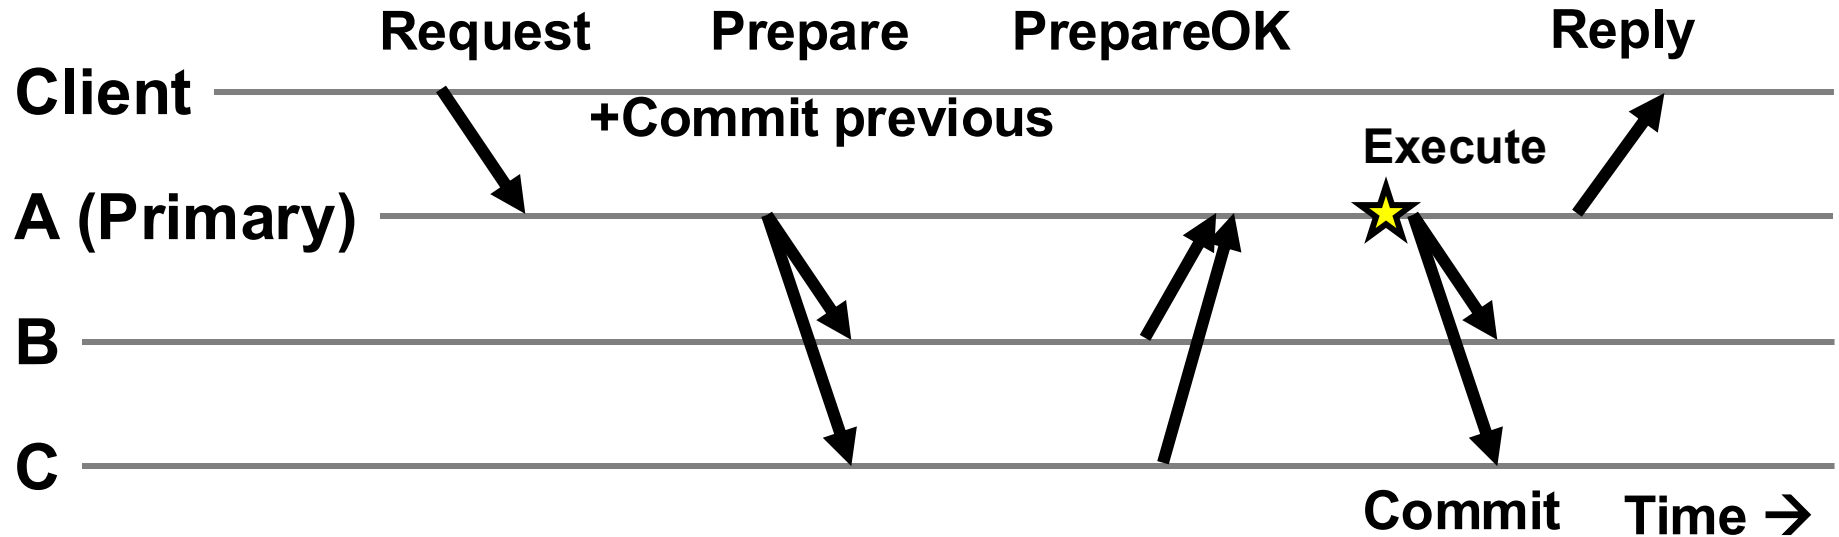 Request Prepare PrepareOK Reply
Client
+Commit previous
Execute
A (Primary)
B
C
Commit Time →